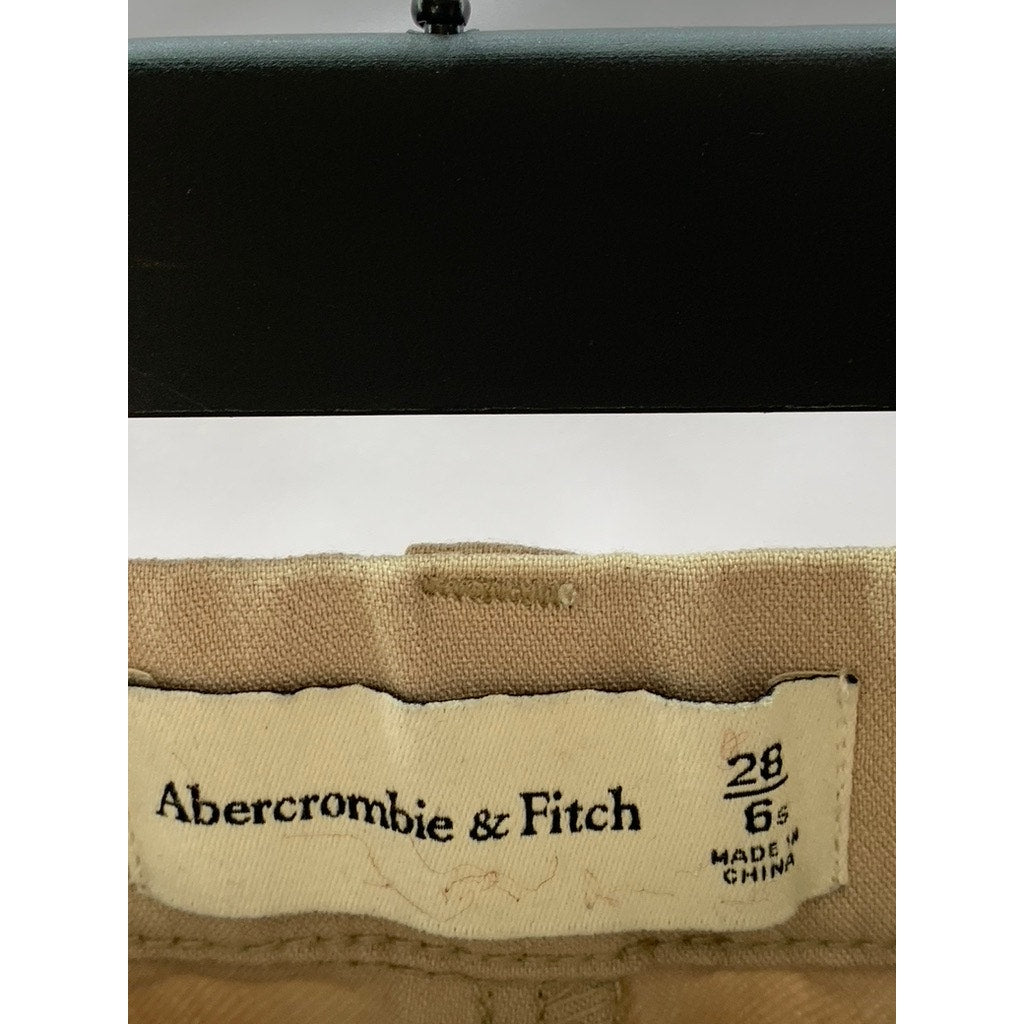 Abercrombie & Fitch
28
6s
MADE IN
CHINA